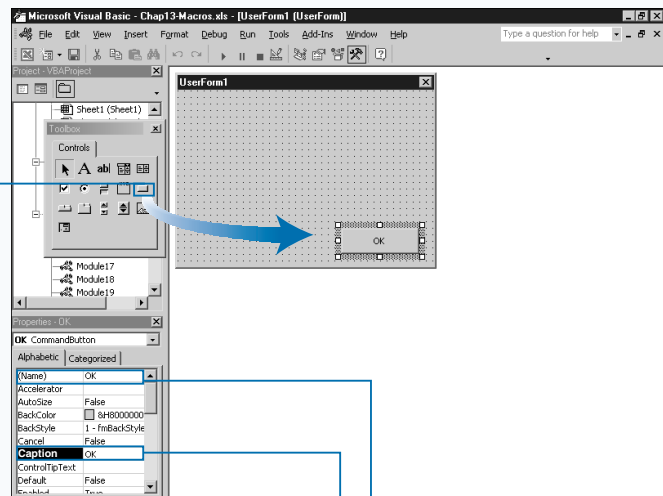 Microsoft Visual Basic - Chap13-Macros.xls - [UserForm1 (UserForm)]
File Edit View Insert Format Debug Run Tools Add-Ins Window Help
Type a question for help
Project - VBAProject
Sheet1 (Sheet1)
Toolbox
Controls
A ab|
Module17
Module18
Module19
UserForm1
OK
Properties - OK
OK CommandButton
Alphabetic Categorized
(Name) OK
Accelerator
AutoSize False
BackColor &H8000000
BackStyle 1 - fmBackStyle
Cancel False
Caption OK
ControlTipText
Default False
Enabled True